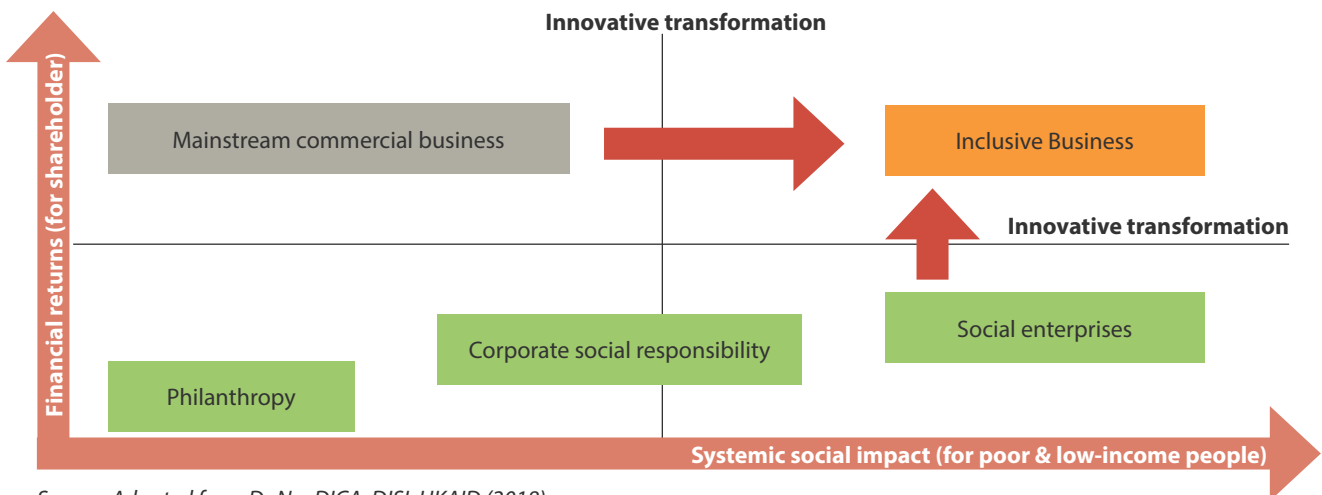 Innovative transformation
Financial returns (for shareholder)
Mainstream commercial business
Inclusive Business
Innovative transformation
Social enterprises
Corporate social responsibility
Philanthropy
Systemic social impact (for poor & low-income people)